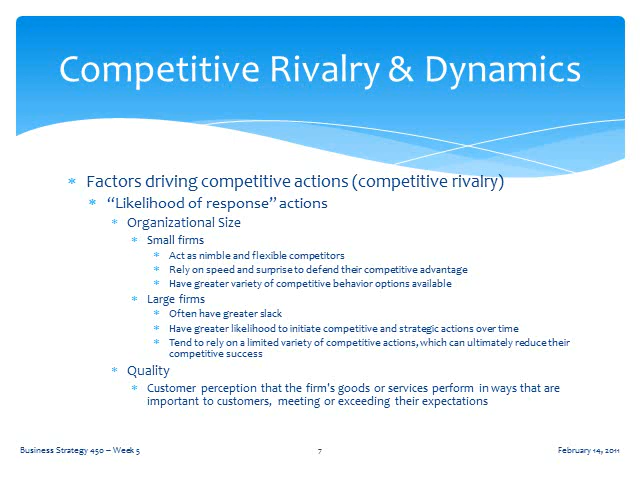 Competitive Rivalry & Dynamics
Factors driving competitive actions (competitive rivalry)
“Likelihood of response” actions
Organizational Size
Small firms
Act as nimble and flexible competitors
Rely on speed and surprise to defend their competitive advantage
Have greater variety of competitive behavior options available
Large firms
Often have greater slack
Have greater likelihood to initiate competitive and strategic actions over time
Tend to rely on a limited variety of competitive actions, which can ultimately reduce their
competitive success
Quality
Customer perception that the firm's goods or services perform in ways that are
important to customers, meeting or exceeding their expectations
Business Strategy 450 – Week 5
7
February 14, 2011